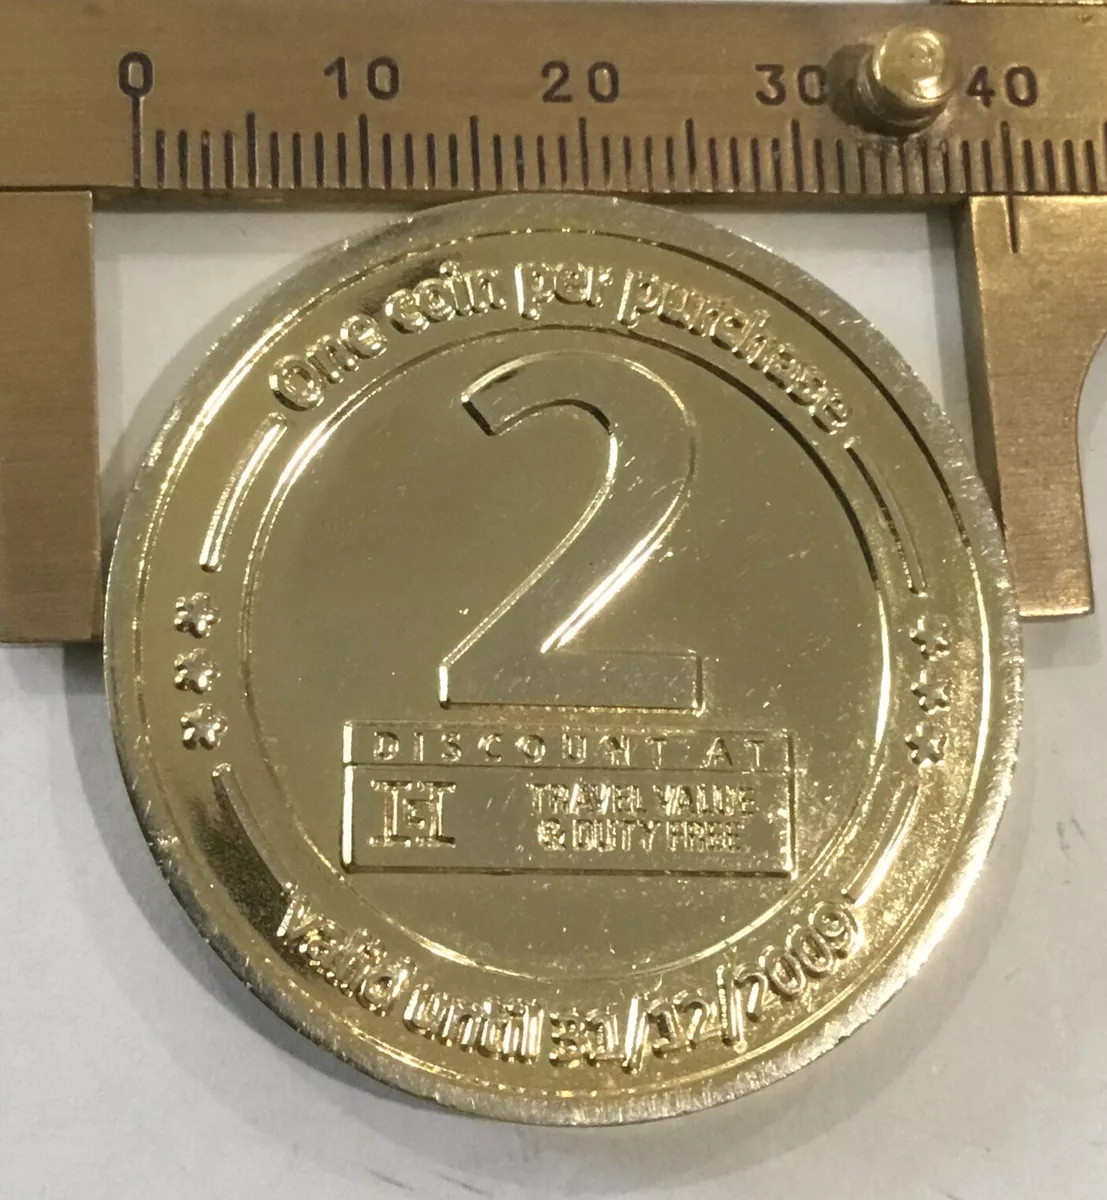 0 10 20 30 40
One coin per purchase
2
DISCOUNT AT
H TRAVEL VALUE
& DUTY FREE
Valid until 31/12/2009